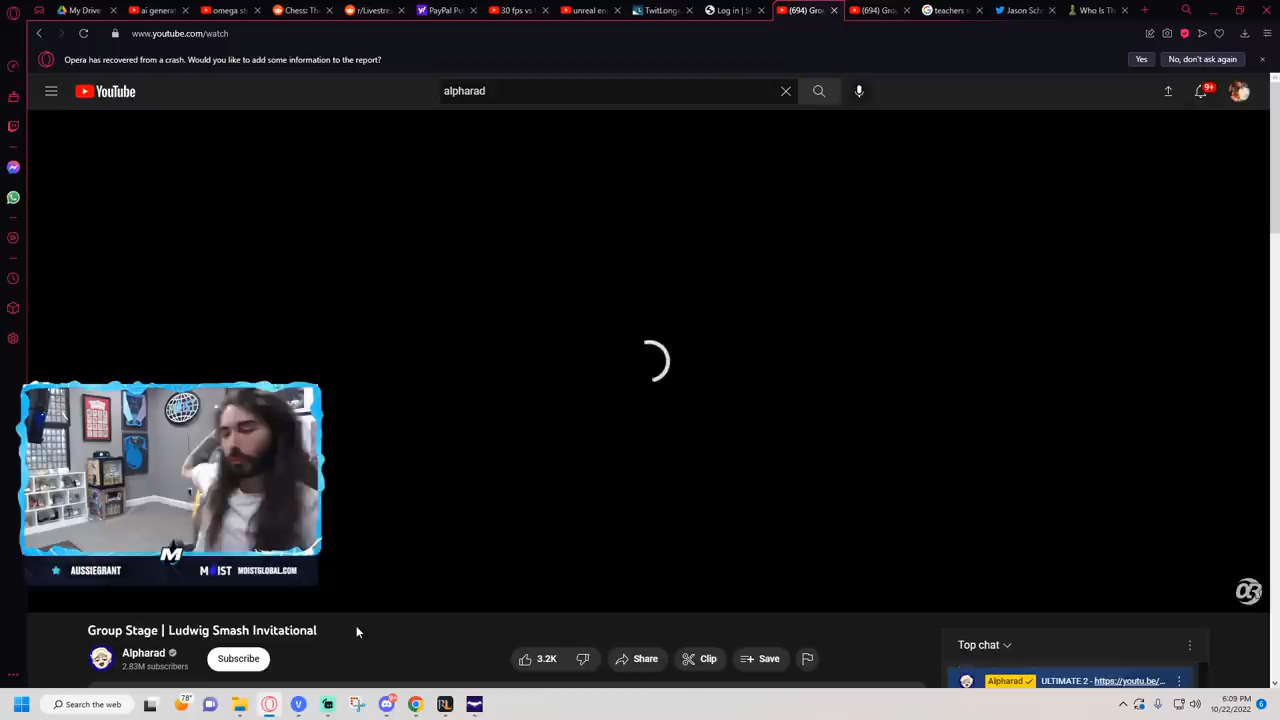 My Drive
ai general
omega st
Chess: Th
r/Livestrea
PayPal Pu
30 fps vs
unreal en
TwitLonge
Log in | S
(694) Gro
(694) Gro
teachers s
Jason Sch
Who Is Th
www.youtube.com/watch
Opera has recovered from a crash. Would you like to add some information to the report?
Yes
No, don't ask again
YouTube
alpharad
9+
AUSSIEGRANT
MOIST MOISTGLOBAL.COM
Group Stage | Ludwig Smash Invitational
Alpharad
2.83M subscribers
Subscribe
3.2K
Share
Clip
Save
Top chat
Alpharad
ULTIMATE 2 - https://youtu.be/...
Search the web
78°
6:09 PM
10/22/2022
6